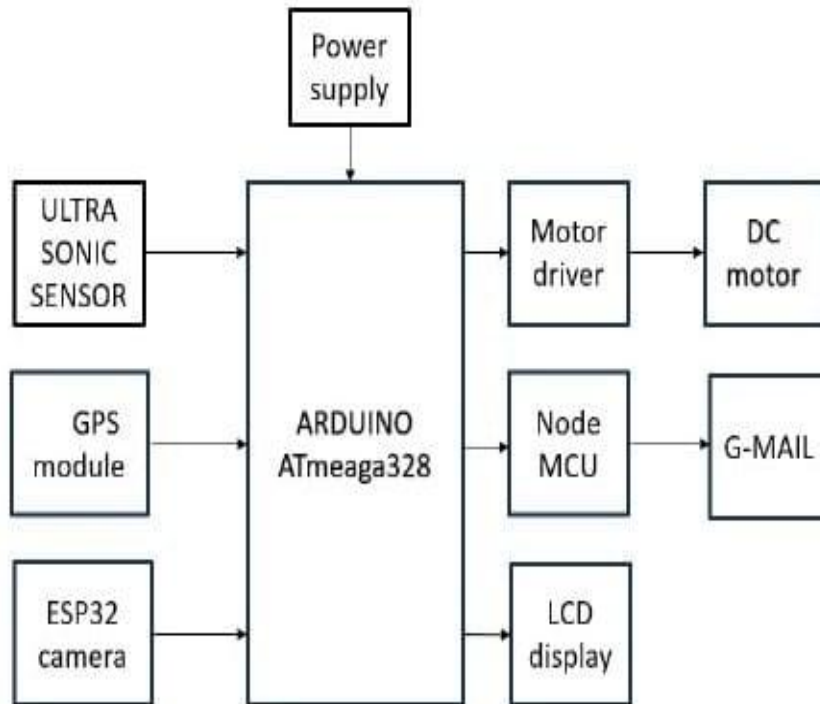 Power
supply
ULTRA
SONIC
SENSOR
Motor
driver
DC
motor
GPS
module
ARDUINO
ATmeaga328
Node
MCU
G-MAIL
ESP32
camera
LCD
display